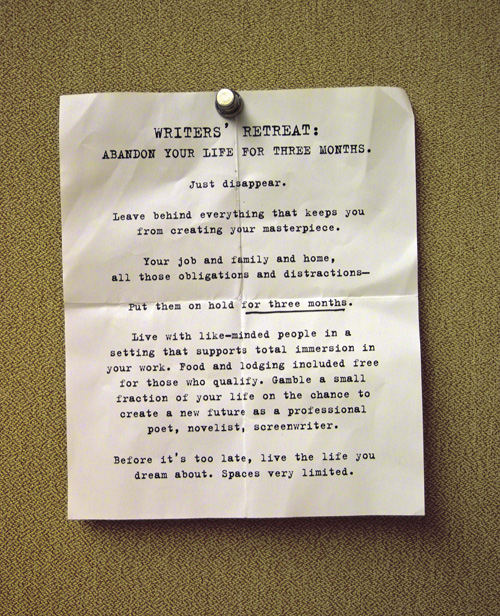 WRITERS' RETREAT:
ABANDON YOUR LIFE FOR THREE MONTHS.
Just disappear.
Leave behind everything that keeps you
from creating your masterpiece.
Your job and family and home,
all those obligations and distractions—
Put them on hold for three months.
Live with like-minded people in a
setting that supports total immersion in
your work. Food and lodging included free
for those who qualify. Gamble a small
fraction of your life on the chance to
create a new future as a professional
poet, novelist, screenwriter.
Before it's too late, live the life you
dream about. Spaces very limited.